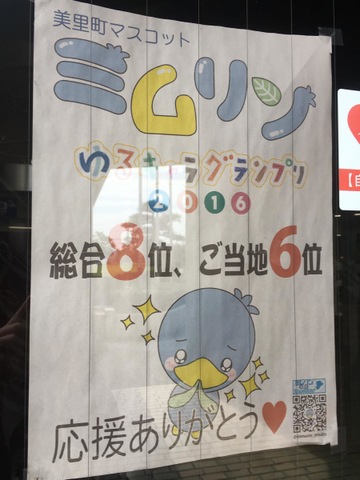 美里町マスコット
ミムリン
ゆるキャラグランプリ
2016
総合8位、ご当地6位
応援ありがとう♥